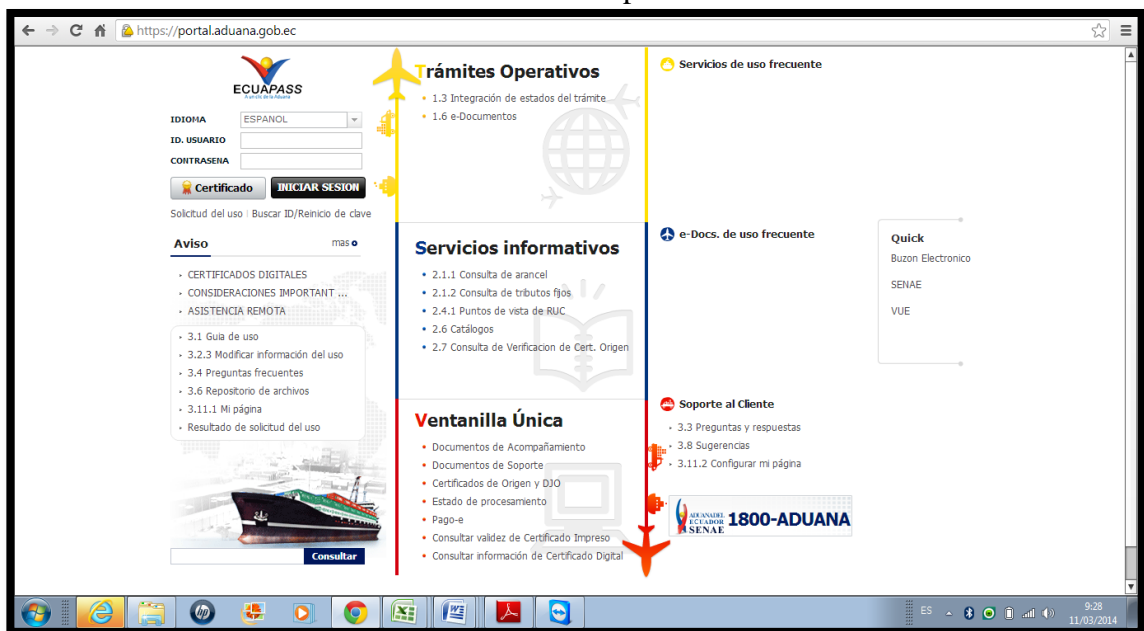 https://portal.aduana.gob.ec
ECUAPASS
IDIOMA
ESPANOL
ID. USUARIO
CONTRASENA
Certificado
INICIAR SESION
Solicitud del uso | Buscar ID/Reinicio de clave
Aviso
mas
CERTIFICADOS DIGITALES
CONSIDERACIONES IMPORTANT ...
ASISTENCIA REMOTA
3.1 Guia de uso
3.2.3 Modificar información del uso
3.4 Preguntas frecuentes
3.6 Repositorio de archivos
3.11.1 Mi página
Resultado de solicitud del uso
Consultar
Trámites Operativos
1.3 Integración de estados del trámite
1.6 e-Documentos
Servicios informativos
2.1.1 Consulta de arancel
2.1.2 Consulta de tributos fijos
2.4.1 Puntos de vista de RUC
2.6 Catálogos
2.7 Consulta de Verificacion de Cert. Origen
Ventanilla Única
Documentos de Acompañamiento
Documentos de Soporte
Certificados de Origen y DJO
Estado de procesamiento
Pago-e
Consultar validez de Certificado Impreso
Consultar información de Certificado Digital
Servicios de uso frecuente
e-Docs. de uso frecuente
Soporte al Cliente
3.3 Preguntas y respuestas
3.8 Sugerencias
3.11.2 Configurar mi página
ADUANA DEL
ECUADOR
SENAE
1800-ADUANA
Quick
Buzon Electronico
SENAE
VUE
hp
ES
9:28
11/03/2014